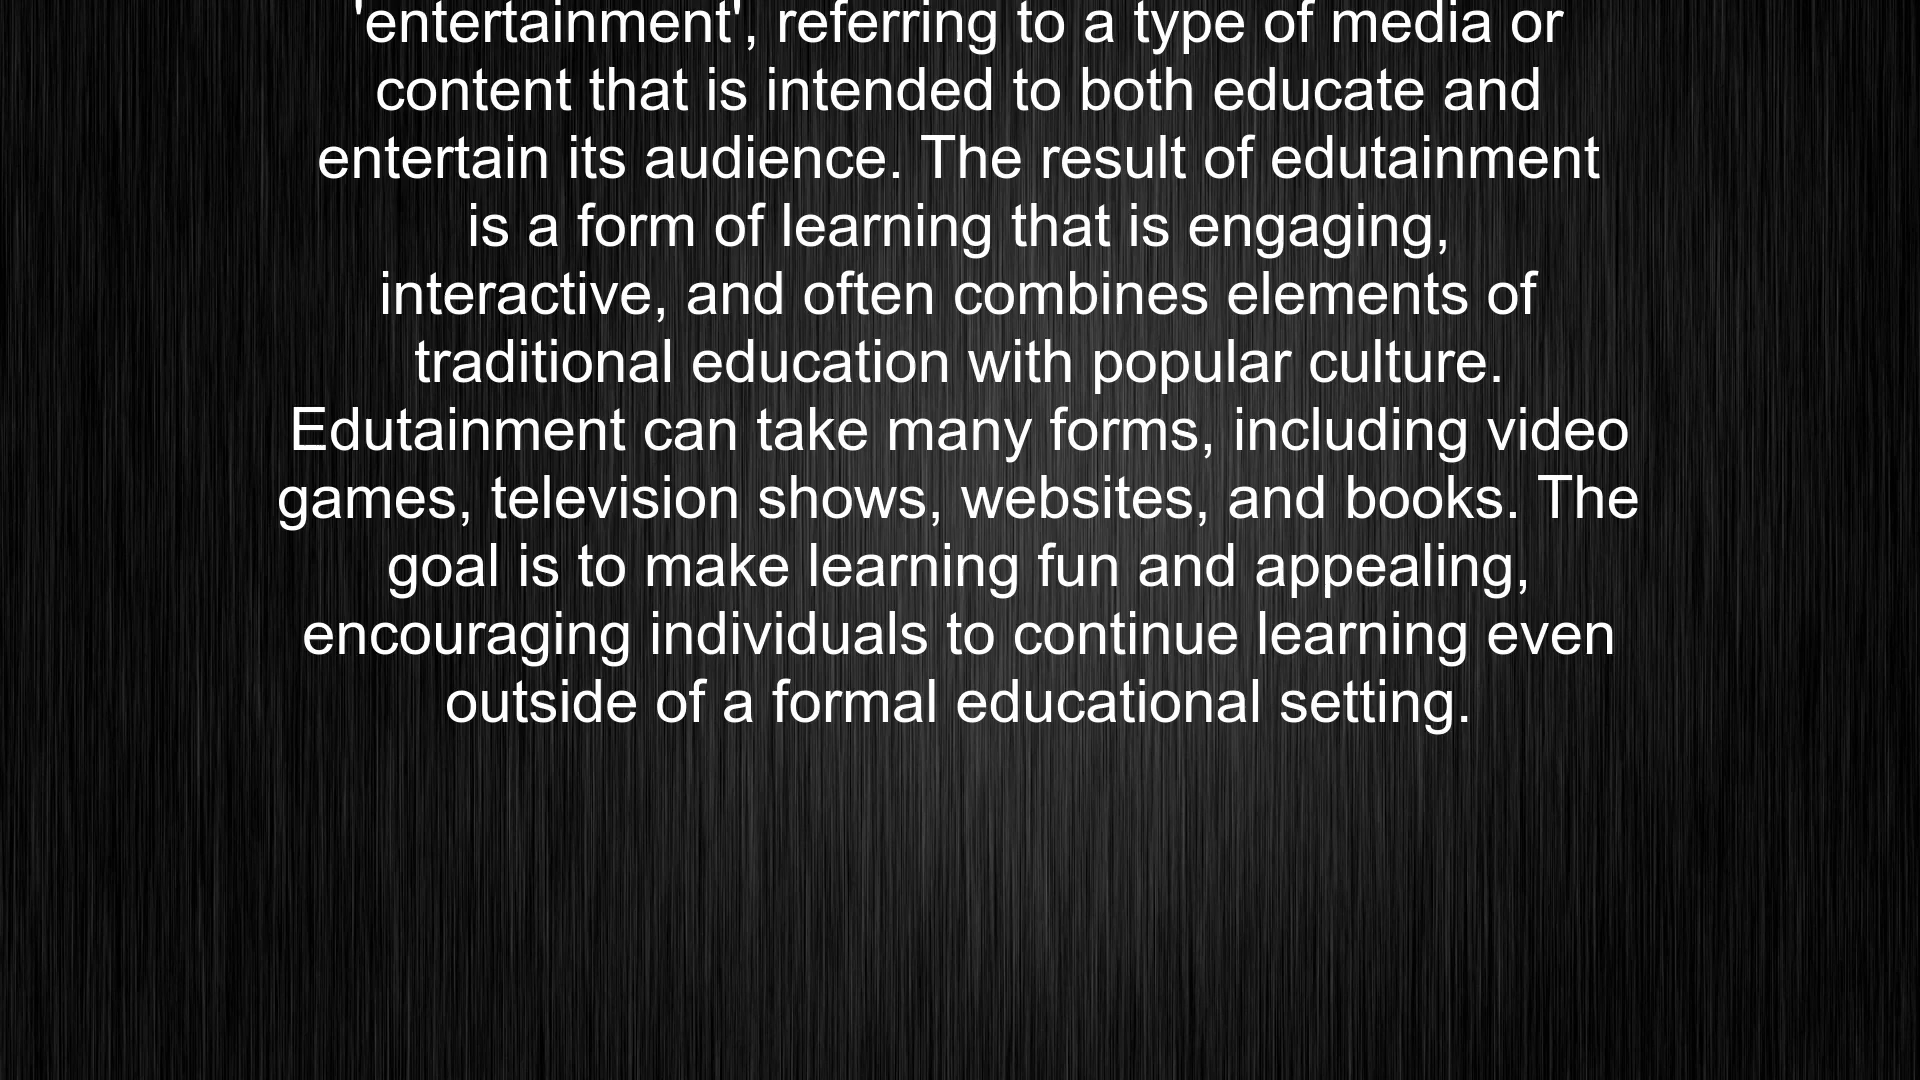 'entertainment', referring to a type of media or
content that is intended to both educate and
entertain its audience. The result of edutainment
is a form of learning that is engaging,
interactive, and often combines elements of
traditional education with popular culture.
Edutainment can take many forms, including video
games, television shows, websites, and books. The
goal is to make learning fun and appealing,
encouraging individuals to continue learning even
outside of a formal educational setting.